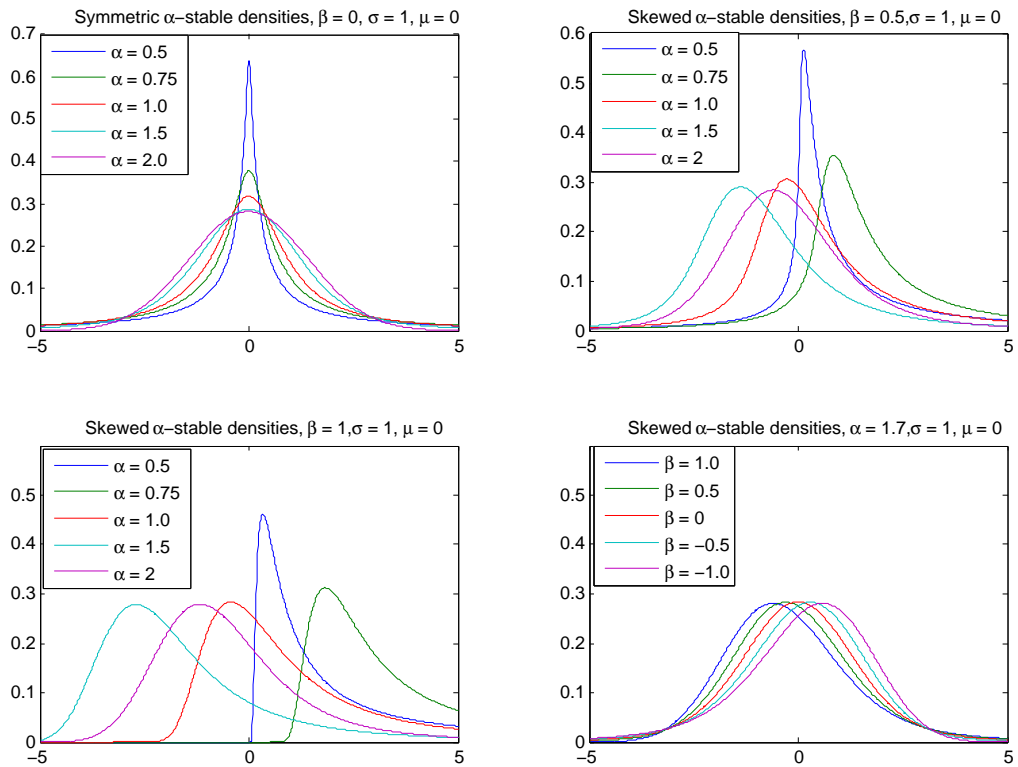 Symmetric α−stable densities, β = 0, σ = 1, μ = 0
0.7
0.6
0.5
0.4
0.3
0.2
0.1
0
−5
0
5
α = 0.5
α = 0.75
α = 1.0
α = 1.5
α = 2.0
Skewed α−stable densities, β = 0.5,σ = 1, μ = 0
0.6
0.5
0.4
0.3
0.2
0.1
0
−5
0
5
α = 0.5
α = 0.75
α = 1.0
α = 1.5
α = 2
Skewed α−stable densities, β = 1,σ = 1, μ = 0
0.5
0.4
0.3
0.2
0.1
0
−5
0
5
α = 0.5
α = 0.75
α = 1.0
α = 1.5
α = 2
Skewed α−stable densities, α = 1.7,σ = 1, μ = 0
0.5
0.4
0.3
0.2
0.1
0
−5
0
5
β = 1.0
β = 0.5
β = 0
β = −0.5
β = −1.0